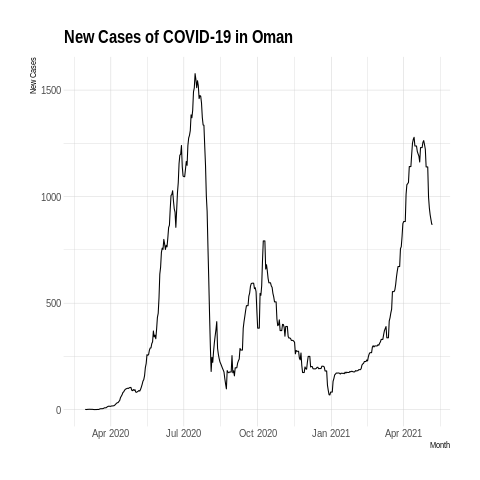 New Cases of COVID-19 in Oman
New Cases
1500
1000
500
0
Apr 2020 Jul 2020 Oct 2020 Jan 2021 Apr 2021
Month